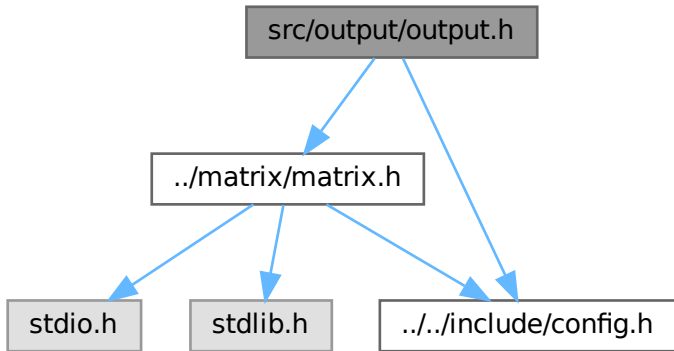 src/output/output.h
../matrix/matrix.h
stdio.h
stdlib.h
../../include/config.h